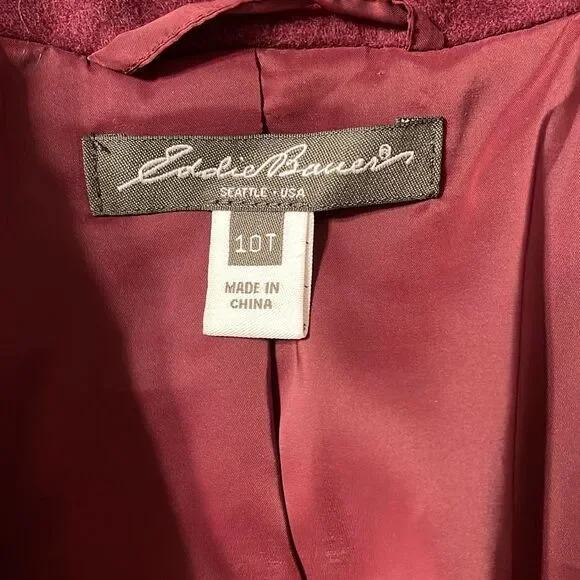 Eddie Bauer®
SEATTLE · USA
10T
MADE IN
CHINA